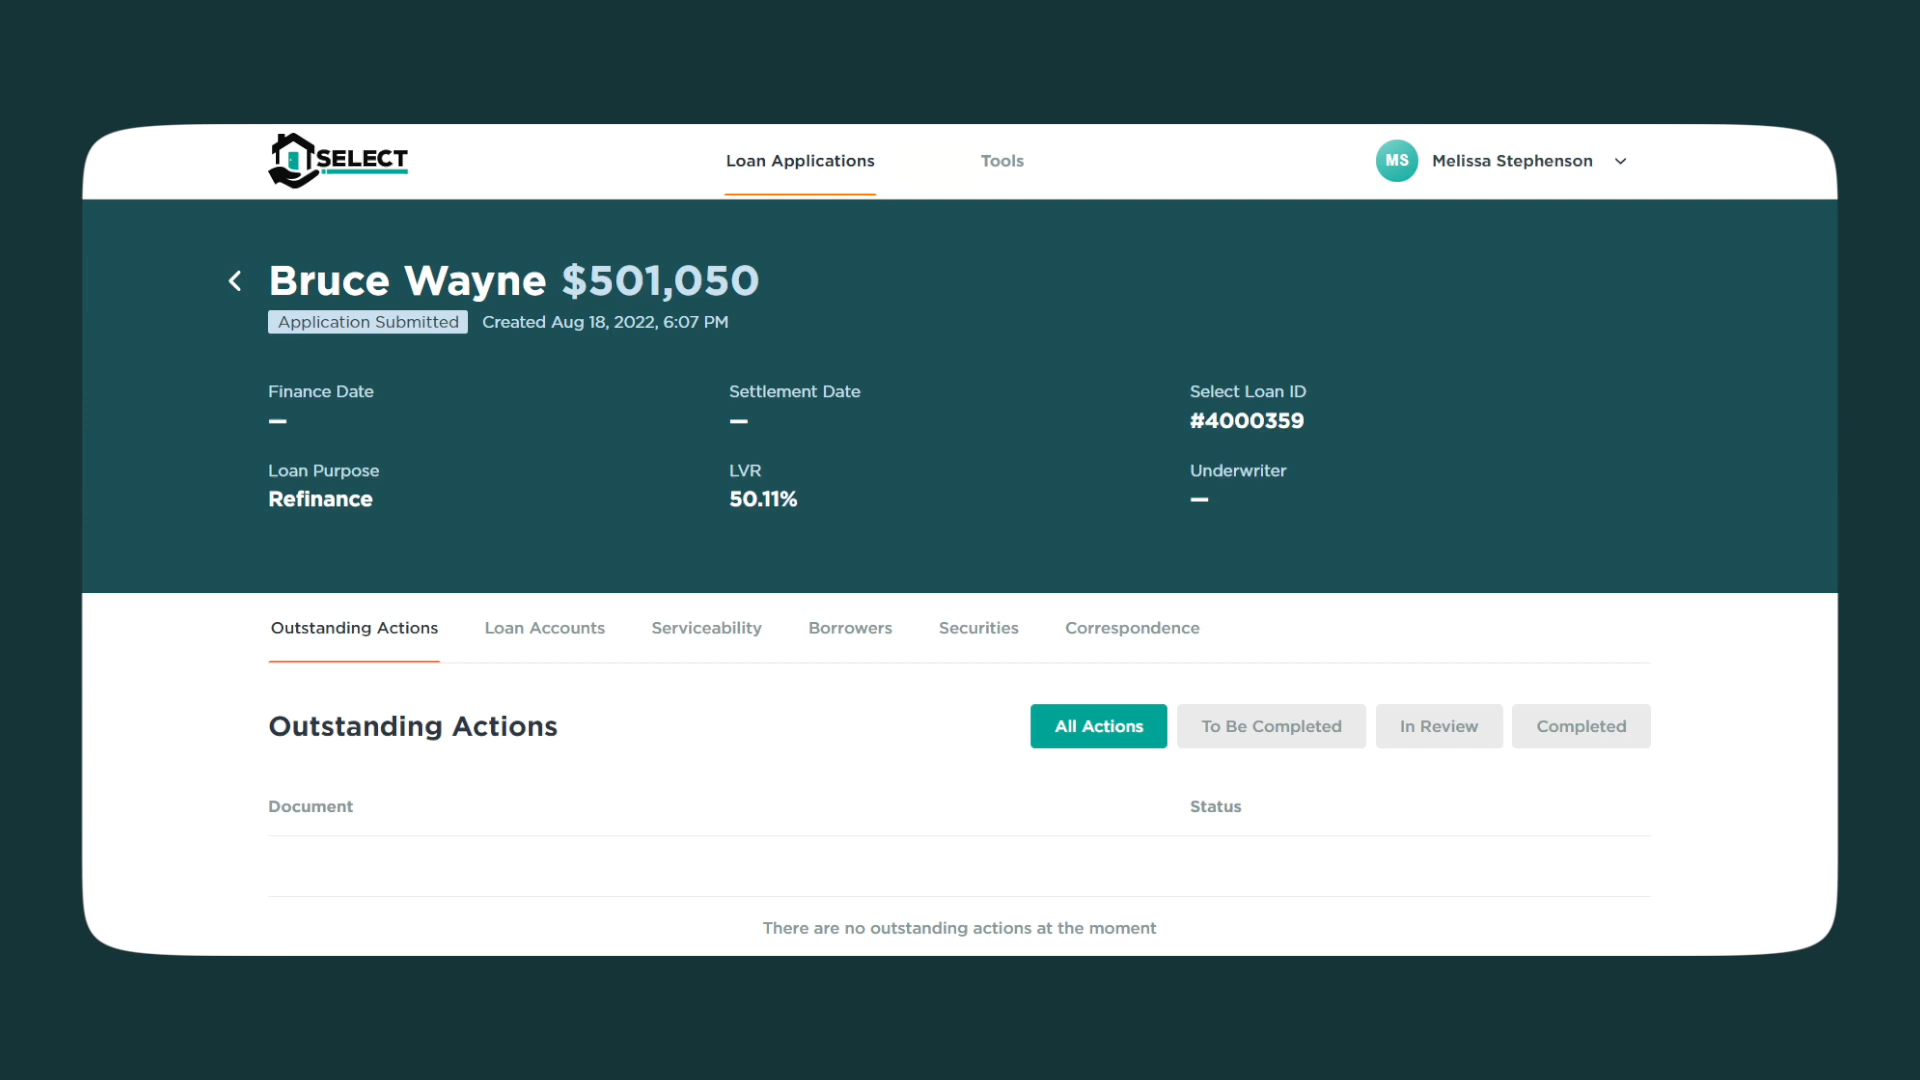 SELECT
Loan Applications
Tools
MS
Melissa Stephenson
Bruce Wayne $501,050
Application Submitted
Created Aug 18, 2022, 6:07 PM
Finance Date
Settlement Date
Select Loan ID
–
–
#4000359
Loan Purpose
LVR
Underwriter
Refinance
50.11%
–
Outstanding Actions
Loan Accounts
Serviceability
Borrowers
Securities
Correspondence
Outstanding Actions
All Actions
To Be Completed
In Review
Completed
Document
Status
There are no outstanding actions at the moment